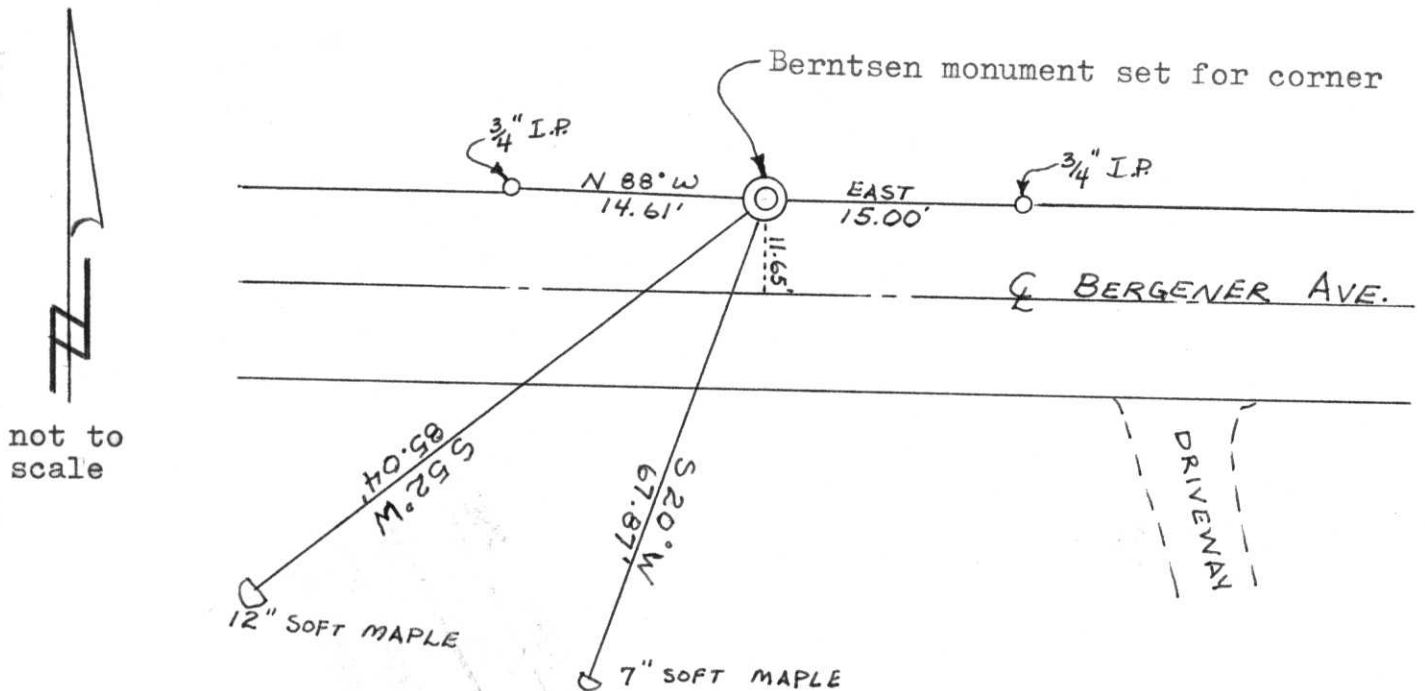 Berntsen monument set for corner
3/4" I.P.
3/4" I.P.
N 88° W
14.61'
EAST
15.00'
11.65'
℄ BERGENER AVE.
N
not to
scale
S 52° W
85.04'
S 20° W
67.87'
DRIVEWAY
12" SOFT MAPLE
7" SOFT MAPLE